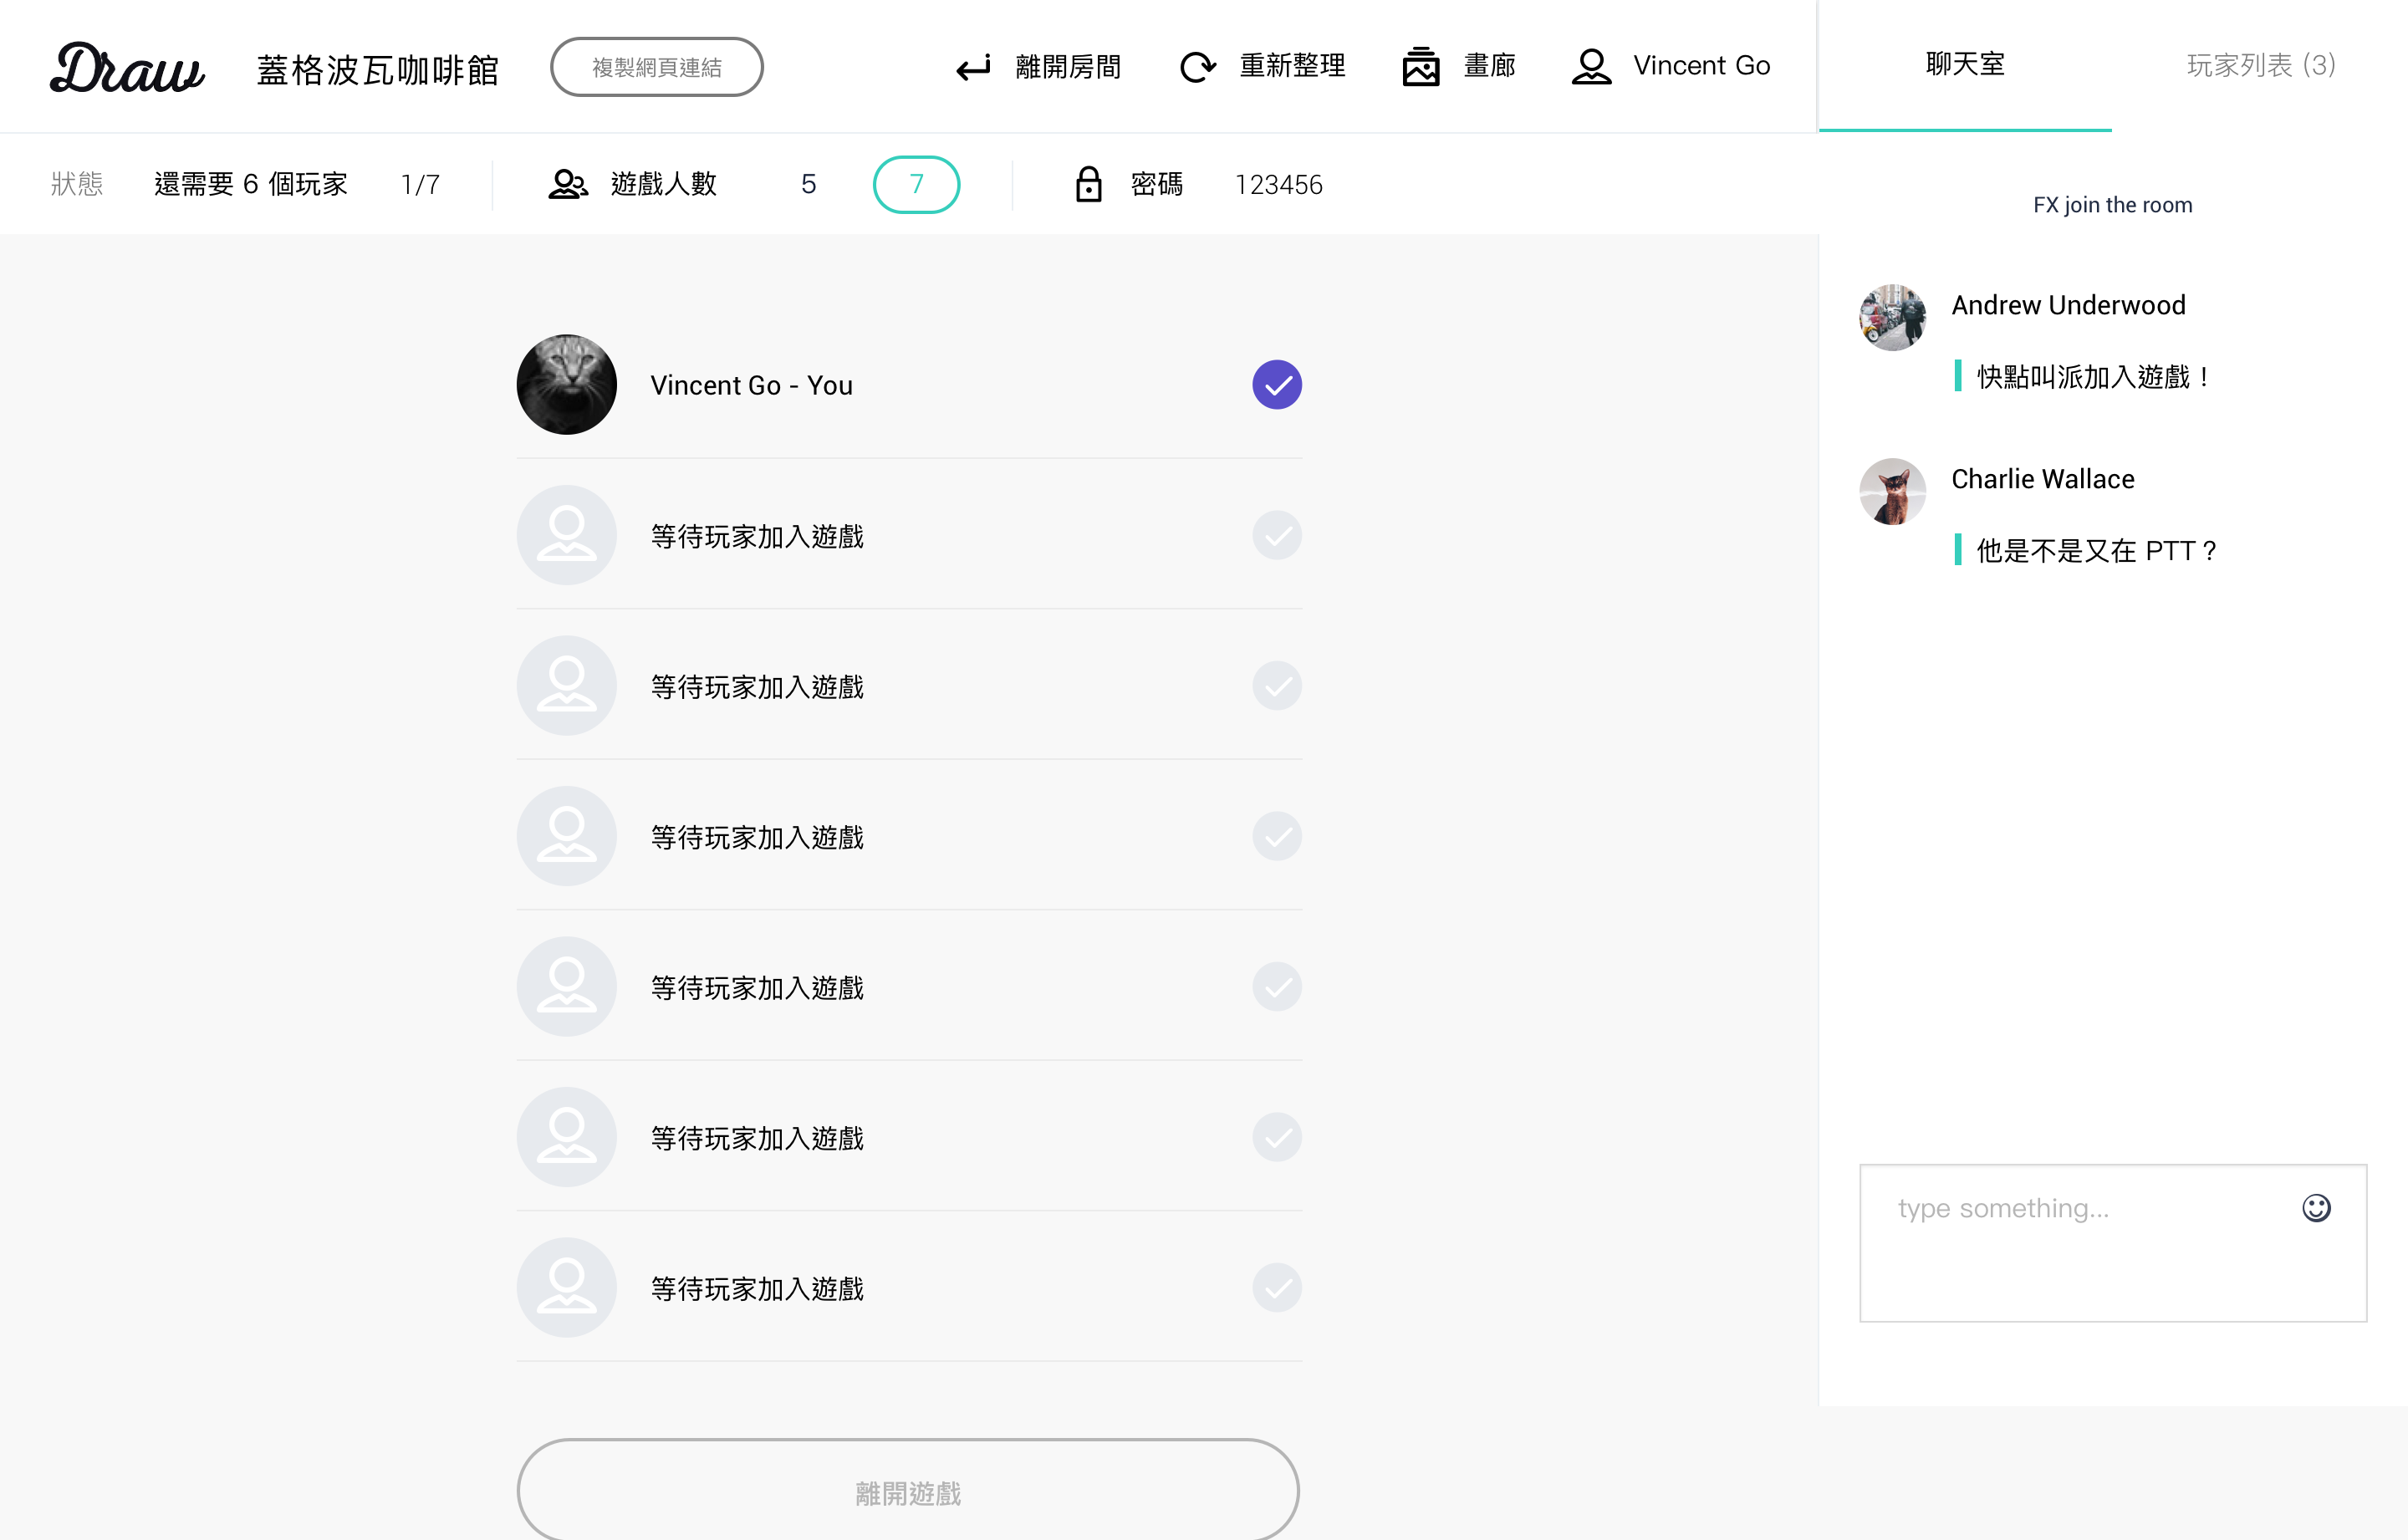 Draw
蓋格波瓦咖啡館
複製網頁連結
離開房間
重新整理
畫廊
Vincent Go
聊天室
玩家列表 (3)
狀態
還需要 6 個玩家
1/7
遊戲人數
5
7
密碼
123456
Vincent Go - You
等待玩家加入遊戲
等待玩家加入遊戲
等待玩家加入遊戲
等待玩家加入遊戲
等待玩家加入遊戲
等待玩家加入遊戲
離開遊戲
FX join the room
Andrew Underwood
快點叫派加入遊戲！
Charlie Wallace
他是不是又在 PTT？
type something...